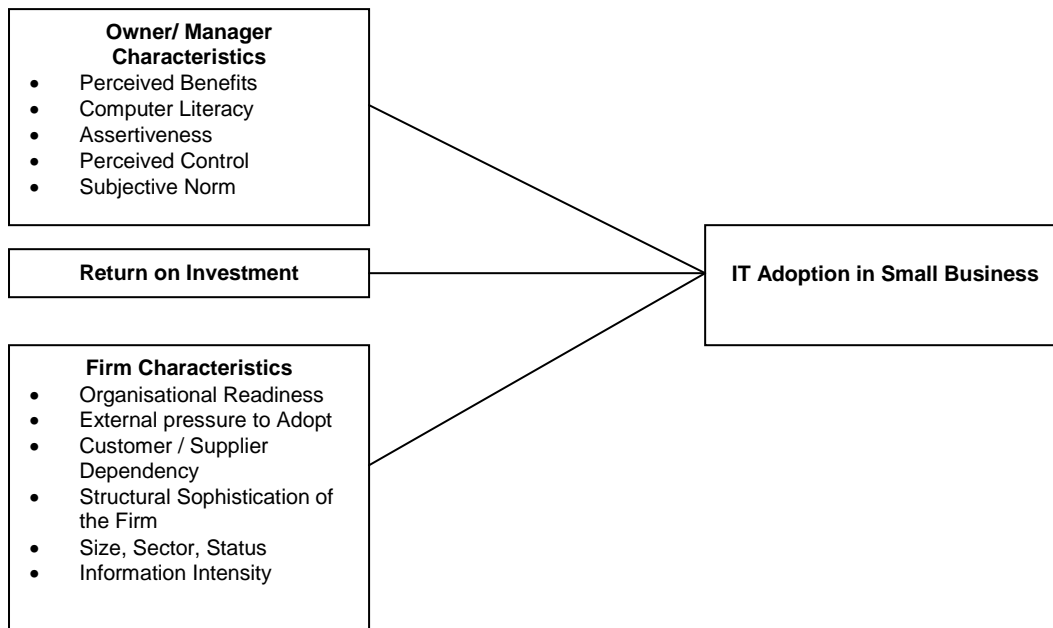 Owner/ Manager
Characteristics
• Perceived Benefits
• Computer Literacy
• Assertiveness
• Perceived Control
• Subjective Norm
Return on Investment
IT Adoption in Small Business
Firm Characteristics
• Organisational Readiness
• External pressure to Adopt
• Customer / Supplier
Dependency
• Structural Sophistication of
the Firm
• Size, Sector, Status
• Information Intensity